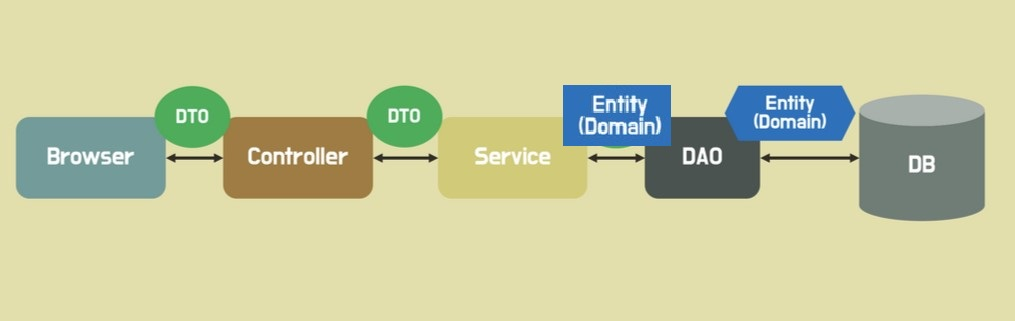 DTO
DTO
Entity
(Domain)
Entity
(Domain)
Browser
Controller
Service
DAO
DB